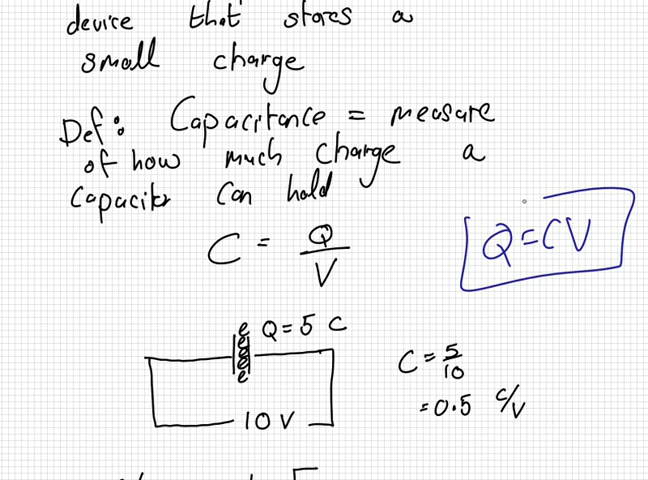 device that stores a
small charge
Def: Capacitance = measure
of how much charge a
Capacitor can hold
C = Q/V
Q=CV
Q=5 C
10V
C = 5/10
=0.5 C/V